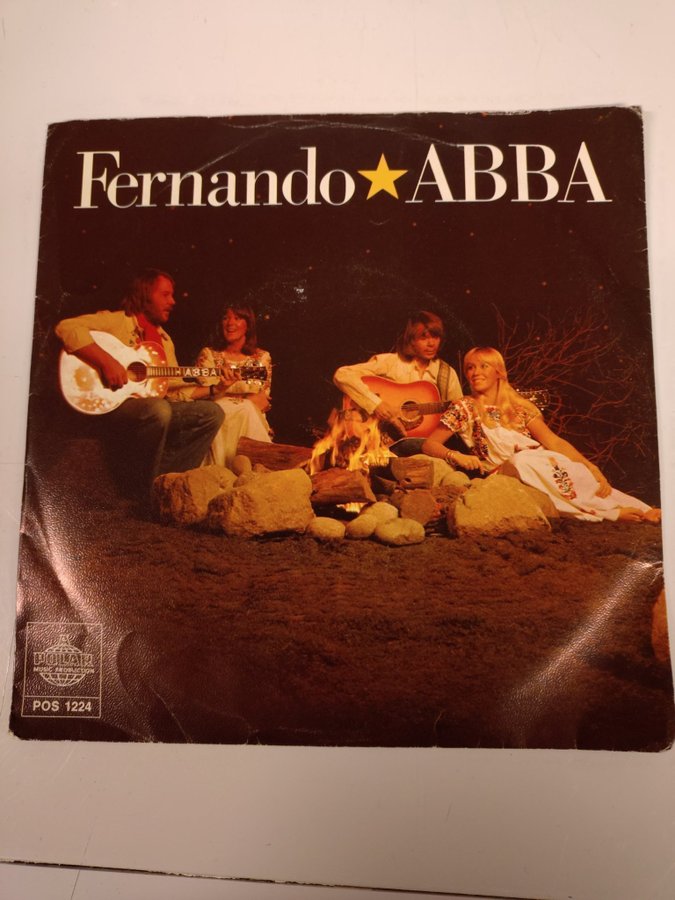 Fernando★ABBA
ABBA
POLAR
MUSIC PRODUCTION
POS 1224